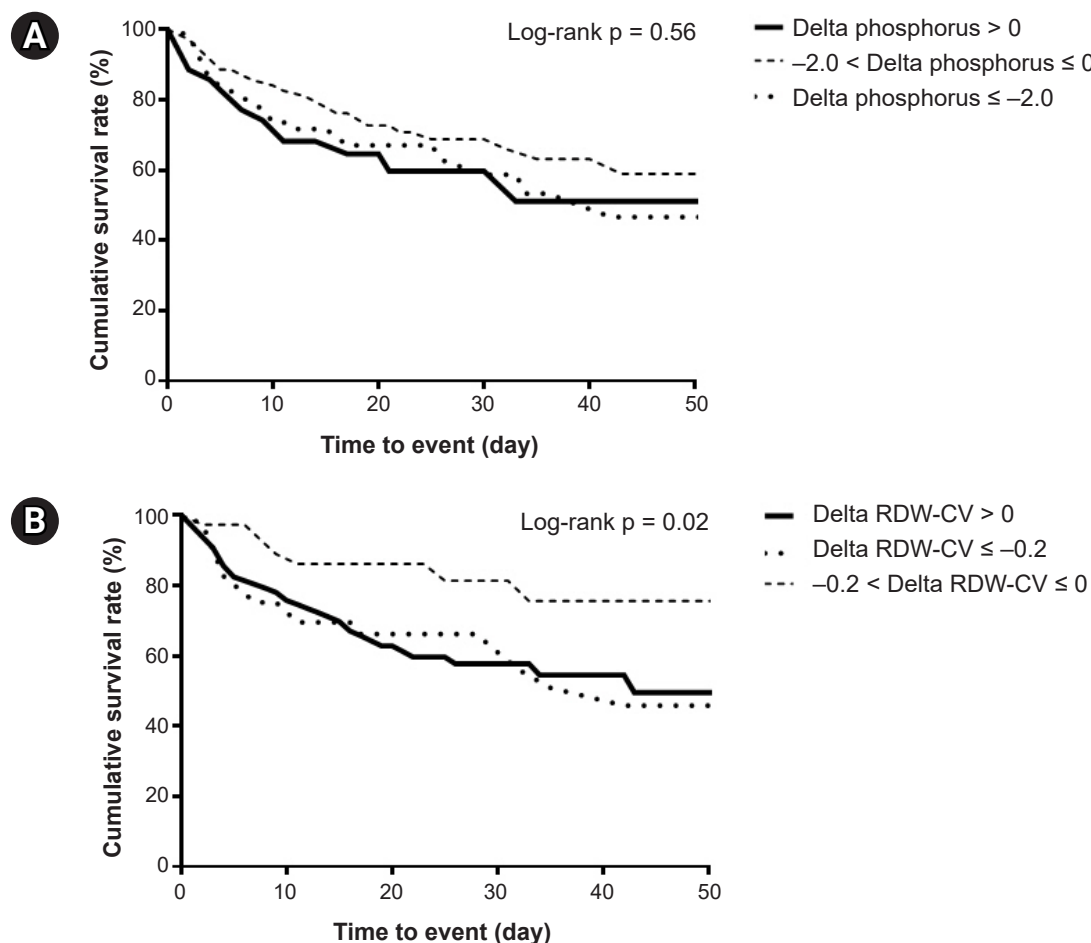 A
Log-rank p = 0.56
Delta phosphorus > 0
–2.0 < Delta phosphorus ≤ 0
Delta phosphorus ≤ –2.0
Cumulative survival rate (%)
100
80
60
40
20
0
0 10 20 30 40 50
Time to event (day)
B
Log-rank p = 0.02
Delta RDW-CV > 0
Delta RDW-CV ≤ –0.2
–0.2 < Delta RDW-CV ≤ 0
Cumulative survival rate (%)
100
80
60
40
20
0
0 10 20 30 40 50
Time to event (day)